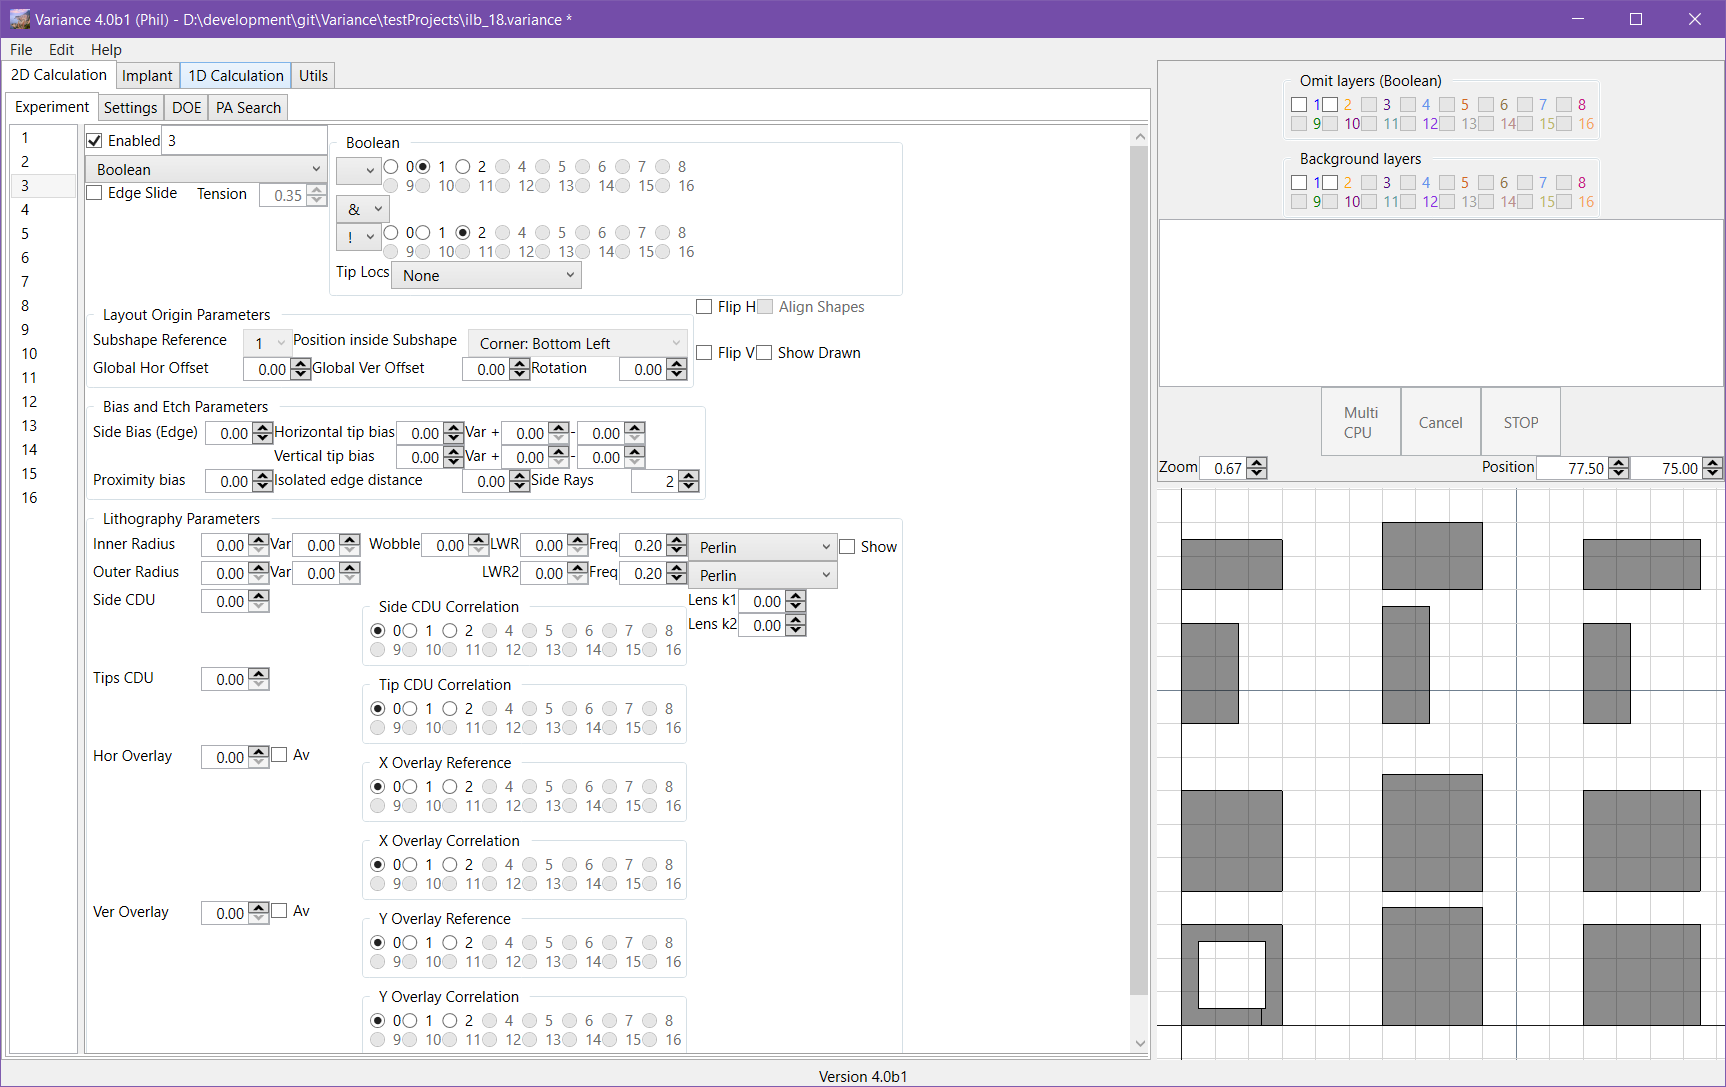 Variance 4.0b1 (Phil) - D:\development\git\Variance\testProjects\ilb_18.variance *
File Edit Help
2D Calculation Implant 1D Calculation Utils
Experiment Settings DOE PA Search
1
2
3
4
5
6
7
8
9
10
11
12
13
14
15
16
Enabled 3
Boolean
Edge Slide Tension 0.35
Boolean
0 1 2 4 5 6 7 8
9 10 11 12 13 14 15 16
&
! 0 1 2 4 5 6 7 8
9 10 11 12 13 14 15 16
Tip Locs None
Layout Origin Parameters
Subshape Reference 1 Position inside Subshape Corner: Bottom Left
Global Hor Offset 0.00 Global Ver Offset 0.00 Rotation 0.00
Flip H Align Shapes
Flip V Show Drawn
Bias and Etch Parameters
Side Bias (Edge) 0.00 Horizontal tip bias 0.00 Var + 0.00 - 0.00
Vertical tip bias 0.00 Var + 0.00 - 0.00
Proximity bias 0.00 Isolated edge distance 0.00 Side Rays 2
Lithography Parameters
Inner Radius 0.00 Var 0.00 Wobble 0.00 LWR 0.00 Freq 0.20 Perlin Show
Outer Radius 0.00 Var 0.00 LWR2 0.00 Freq 0.20 Perlin
Side CDU 0.00
Lens k1 0.00
Lens k2 0.00
Side CDU Correlation
0 1 2 4 5 6 7 8
9 10 11 12 13 14 15 16
Tips CDU 0.00
Tip CDU Correlation
0 1 2 4 5 6 7 8
9 10 11 12 13 14 15 16
Hor Overlay 0.00 Av
X Overlay Reference
0 1 2 4 5 6 7 8
9 10 11 12 13 14 15 16
X Overlay Correlation
0 1 2 4 5 6 7 8
9 10 11 12 13 14 15 16
Ver Overlay 0.00 Av
Y Overlay Reference
0 1 2 4 5 6 7 8
9 10 11 12 13 14 15 16
Y Overlay Correlation
0 1 2 4 5 6 7 8
9 10 11 12 13 14 15 16
Omit layers (Boolean)
1 2 3 4 5 6 7 8
9 10 11 12 13 14 15 16
Background layers
1 2 3 4 5 6 7 8
9 10 11 12 13 14 15 16
Multi CPU Cancel STOP
Zoom 0.67 Position 77.50 75.00
Version 4.0b1